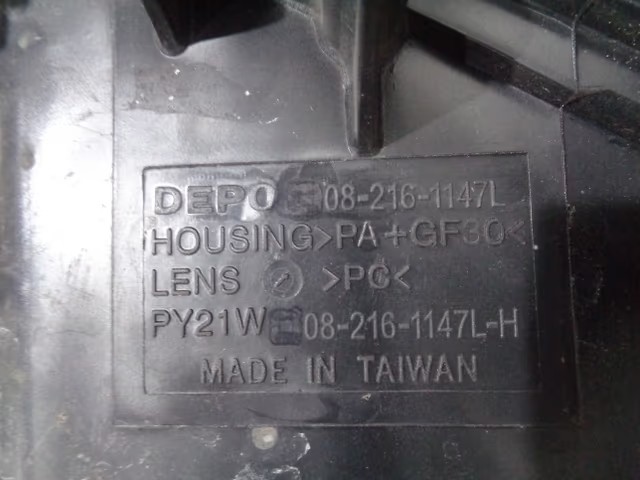 DEPO 08-216-1147L
HOUSING>PA+GF30<
LENS >PC<
PY21W 08-216-1147L-H
MADE IN TAIWAN